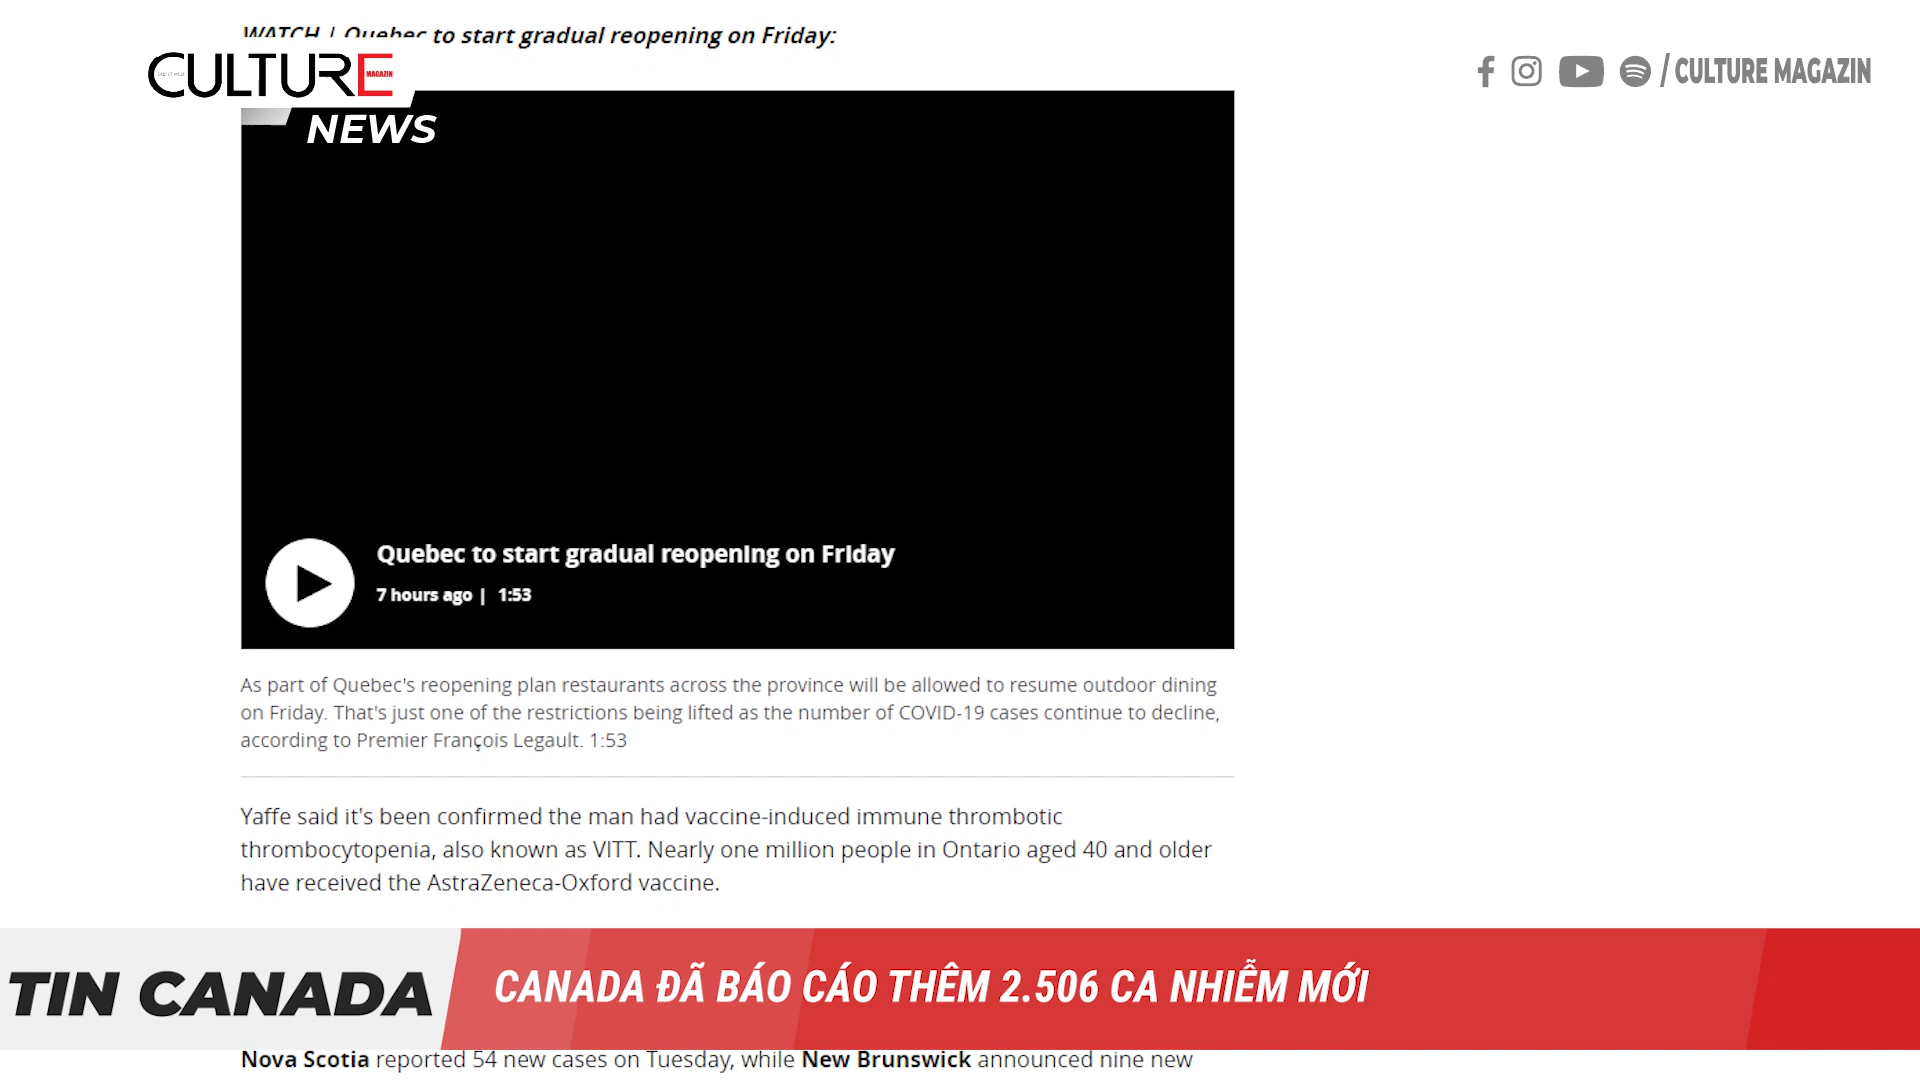 WATCH | Quebec to start gradual reopening on Friday:
CULTURE
MAGAZIN
NEWS
/ CULTURE MAGAZIN
Quebec to start gradual reopening on Friday
7 hours ago | 1:53
As part of Quebec's reopening plan restaurants across the province will be allowed to resume outdoor dining
on Friday. That's just one of the restrictions being lifted as the number of COVID-19 cases continue to decline,
according to Premier François Legault. 1:53
Yaffe said it's been confirmed the man had vaccine-induced immune thrombotic
thrombocytopenia, also known as VITT. Nearly one million people in Ontario aged 40 and older
have received the AstraZeneca-Oxford vaccine.
TIN CANADA
CANADA ĐÃ BÁO CÁO THÊM 2.506 CA NHIỄM MỚI
Nova Scotia reported 54 new cases on Tuesday, while New Brunswick announced nine new